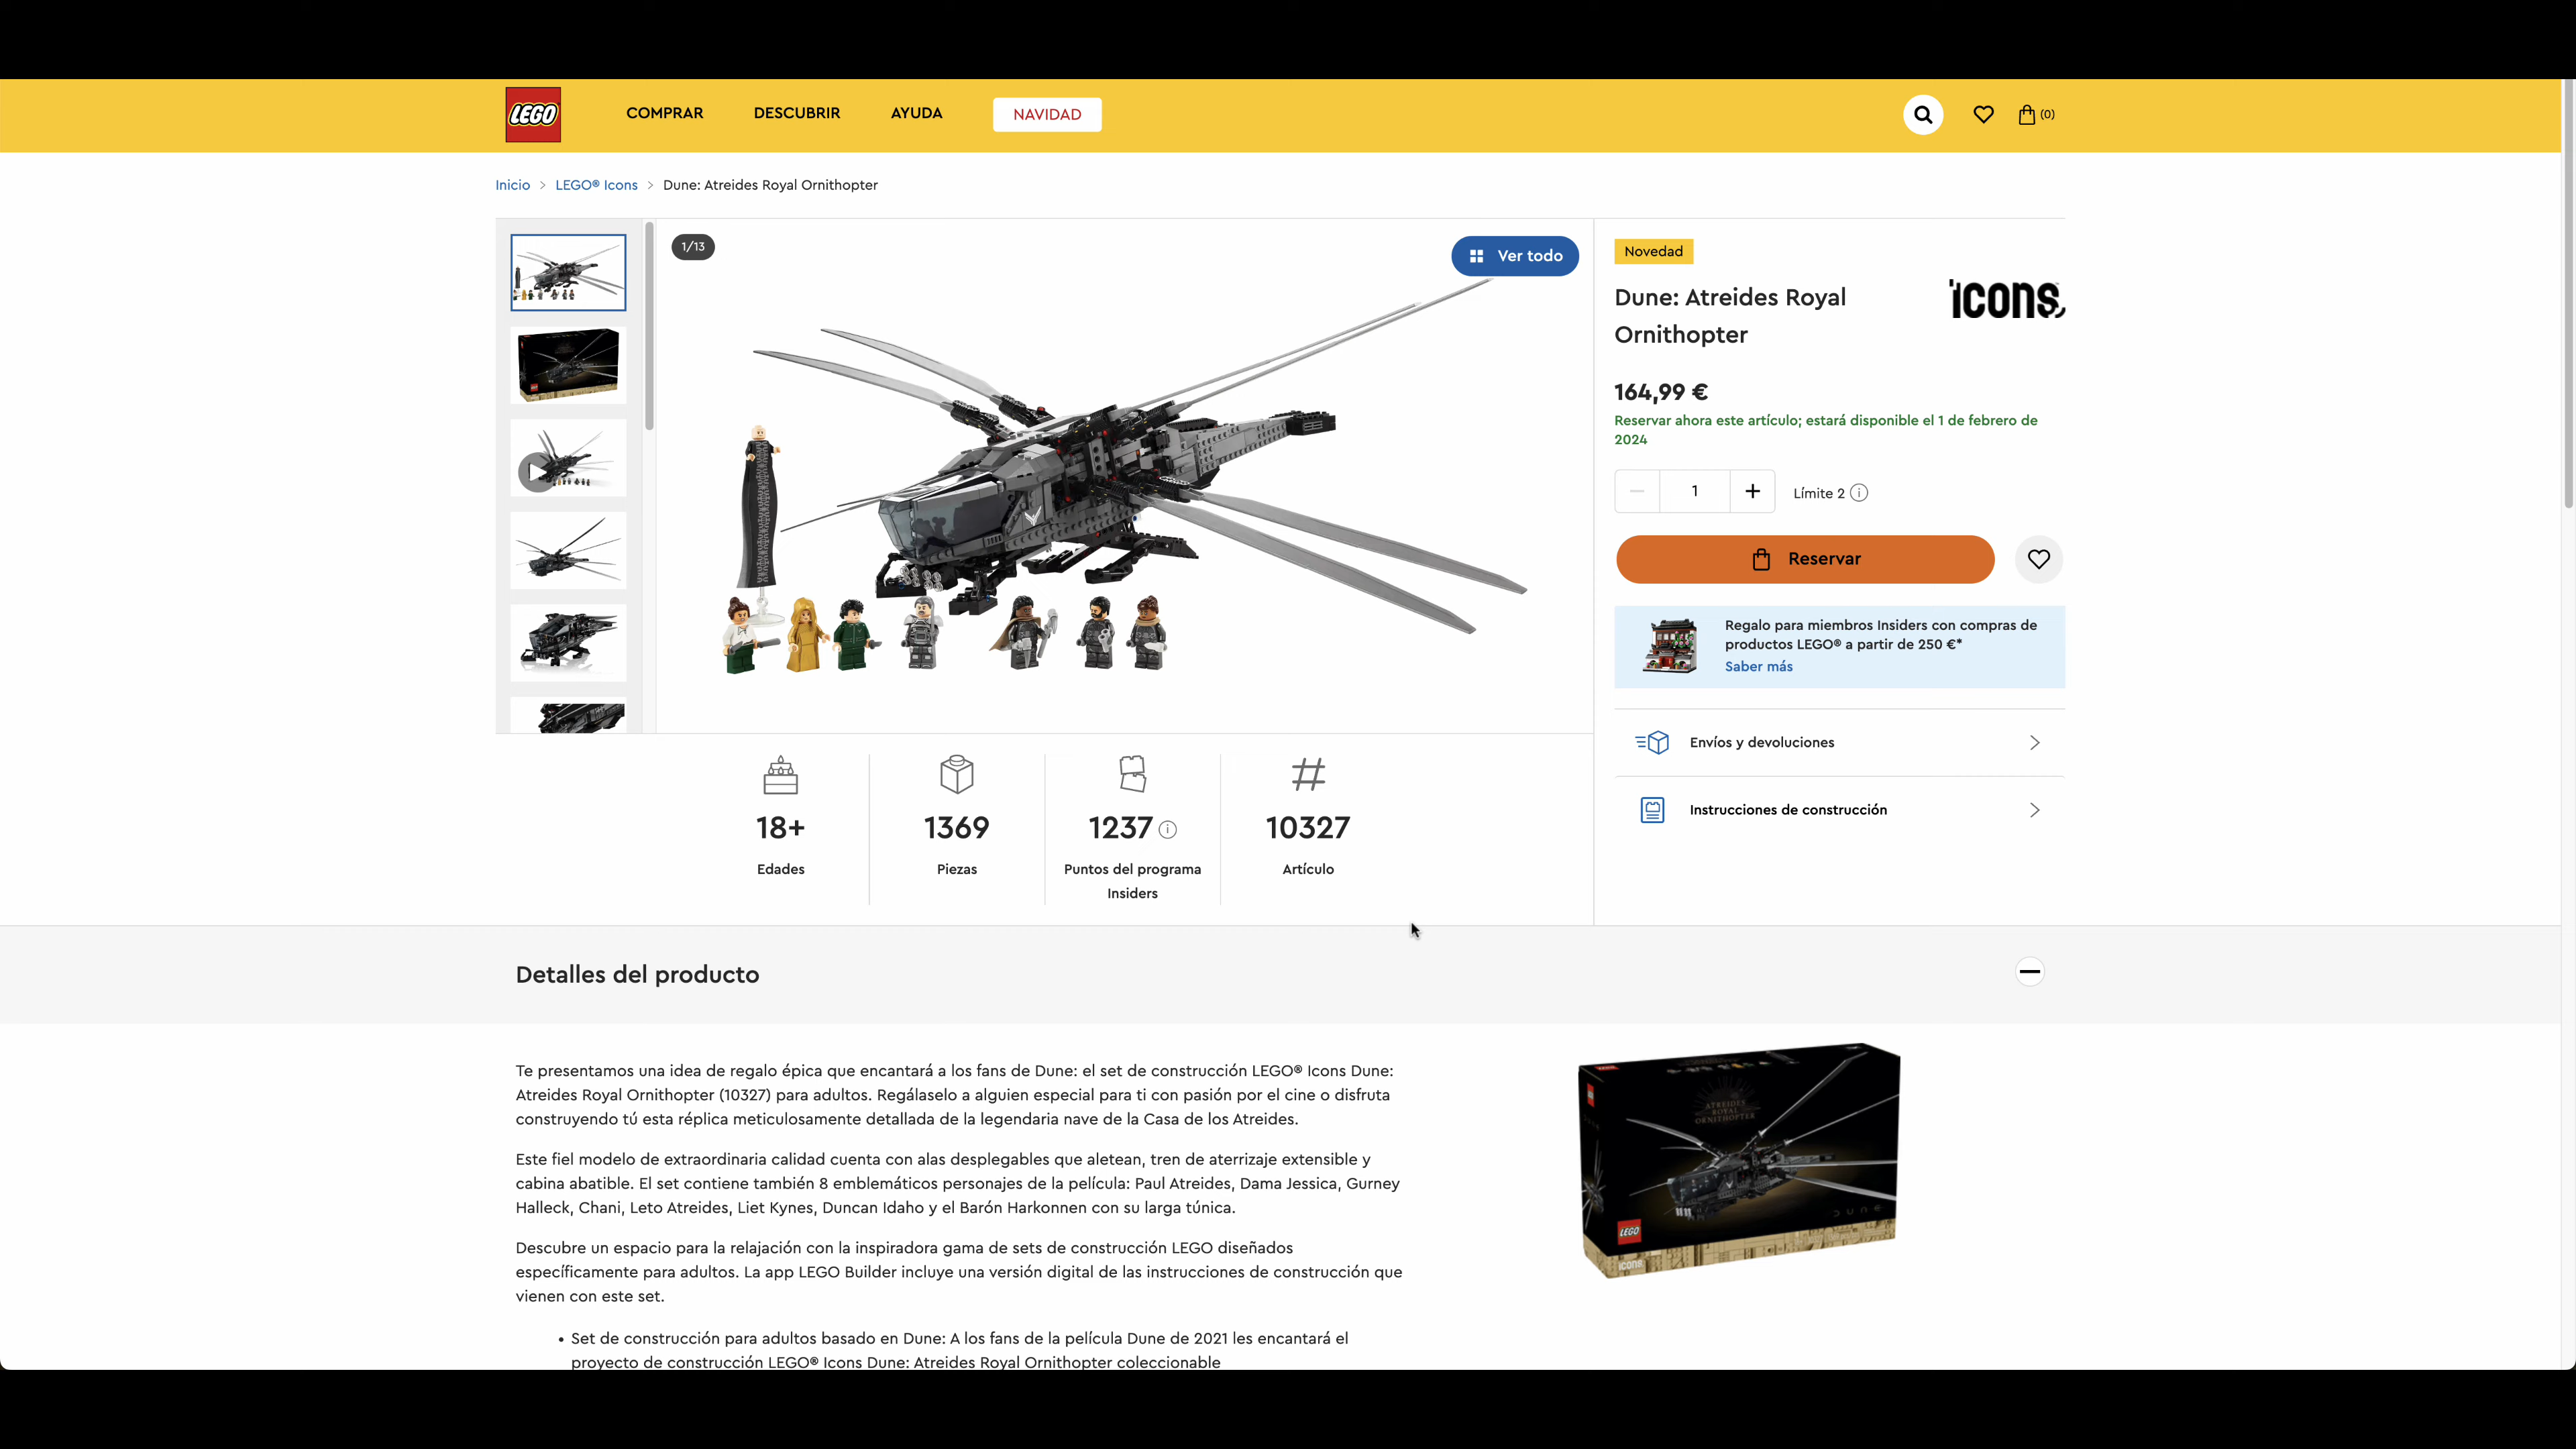 LEGO
COMPRAR
DESCUBRIR
AYUDA
NAVIDAD
(0)
Inicio > LEGO® Icons > Dune: Atreides Royal Ornithopter
1/13
Ver todo
Novedad
Dune: Atreides Royal
Ornithopter
icons
164,99 €
Reservar ahora este artículo; estará disponible el 1 de febrero de
2024
1
Límite 2
Reservar
Regalo para miembros Insiders con compras de
productos LEGO® a partir de 250 €*
Saber más
Envíos y devoluciones
Instrucciones de construcción
18+
Edades
1369
Piezas
1237
Puntos del programa
Insiders
10327
Artículo
Detalles del producto
Te presentamos una idea de regalo épica que encantará a los fans de Dune: el set de construcción LEGO® Icons Dune:
Atreides Royal Ornithopter (10327) para adultos. Regálaselo a alguien especial para ti con pasión por el cine o disfruta
construyendo tú esta réplica meticulosamente detallada de la legendaria nave de la Casa de los Atreides.
Este fiel modelo de extraordinaria calidad cuenta con alas desplegables que aletean, tren de aterrizaje extensible y
cabina abatible. El set contiene también 8 emblemáticos personajes de la película: Paul Atreides, Dama Jessica, Gurney
Halleck, Chani, Leto Atreides, Liet Kynes, Duncan Idaho y el Barón Harkonnen con su larga túnica.
Descubre un espacio para la relajación con la inspiradora gama de sets de construcción LEGO diseñados
específicamente para adultos. La app LEGO Builder incluye una versión digital de las instrucciones de construcción que
vienen con este set.
• Set de construcción para adultos basado en Dune: A los fans de la película Dune de 2021 les encantará el
proyecto de construcción LEGO® Icons Dune: Atreides Royal Ornithopter coleccionable
ATREIDES
ROYAL
ORNITHOPTER
DUNE
LEGO
icons